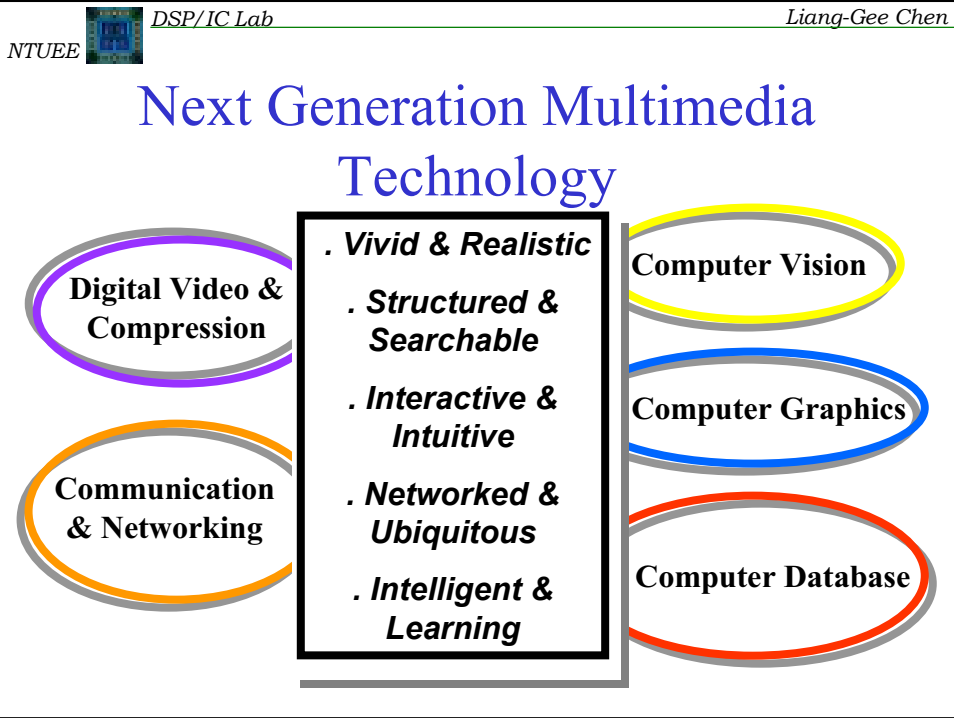 DSP/IC Lab
Liang-Gee Chen
NTUEE
Next Generation Multimedia
Technology
Digital Video &
Compression
Communication
& Networking
. Vivid & Realistic
. Structured &
Searchable
. Interactive &
Intuitive
. Networked &
Ubiquitous
. Intelligent &
Learning
Computer Vision
Computer Graphics
Computer Database